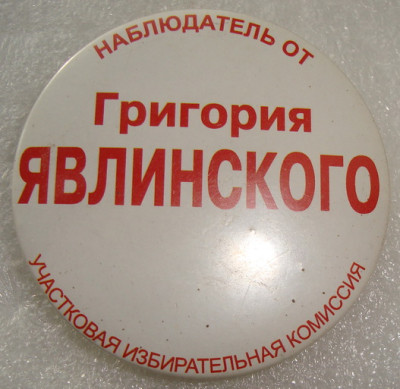 НАБЛЮДАТЕЛЬ ОТ
Григория
ЯВЛИНСКОГО
УЧАСТКОВАЯ ИЗБИРАТЕЛЬНАЯ КОМИССИЯ